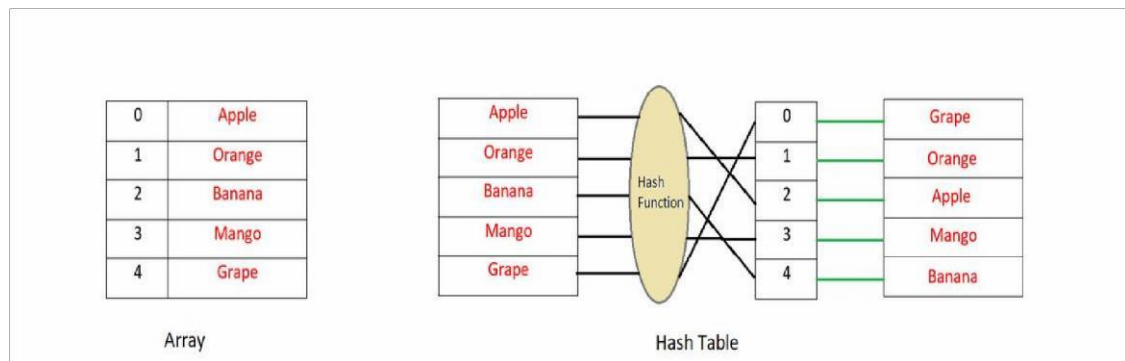 0 Apple
1 Orange
2 Banana
3 Mango
4 Grape
Array
Apple
Orange
Banana
Mango
Grape
Hash
Function
0 Grape
1 Orange
2 Apple
3 Mango
4 Banana
Hash Table